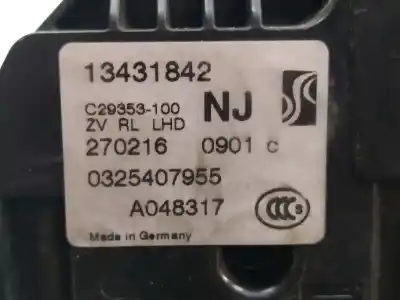 13431842
C29353-100 NJ
ZV RL LHD
270216 0901 c
0325407955
A048317
CCC S
Made in Germany